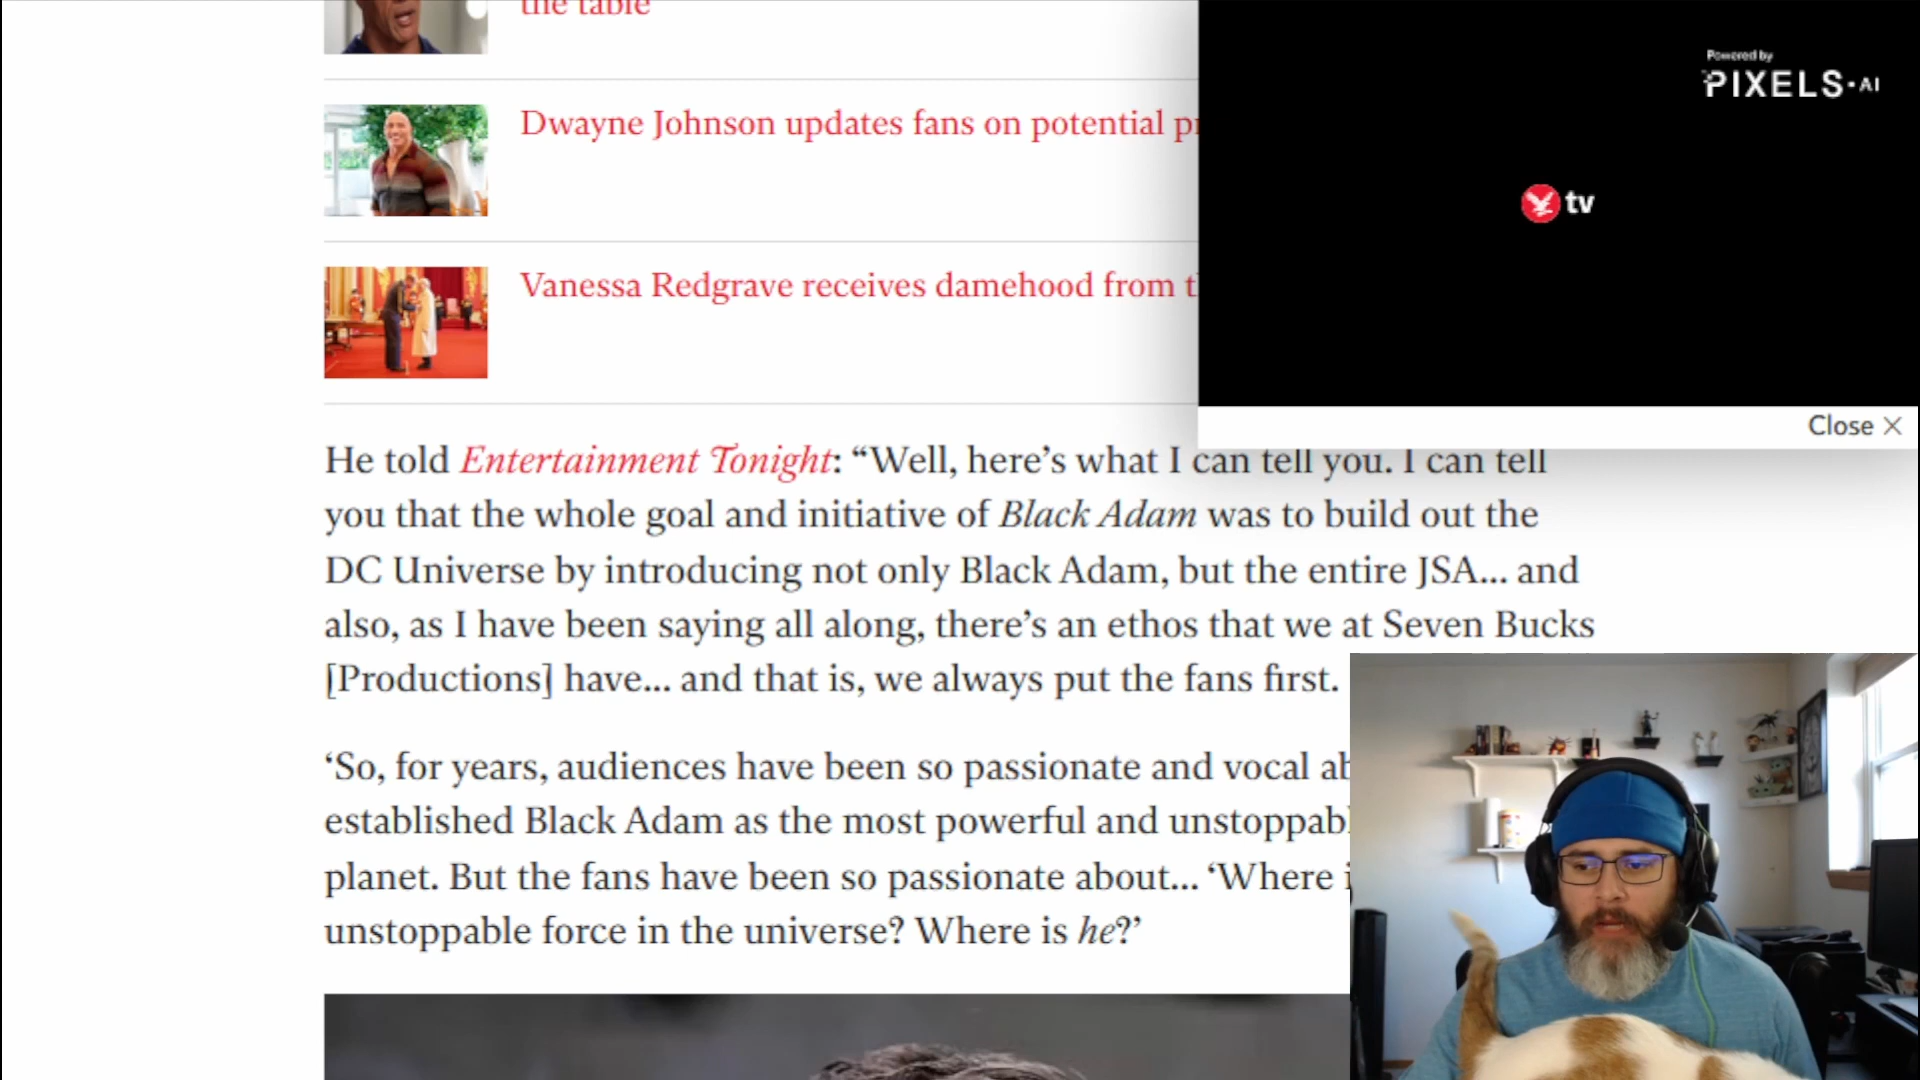 the table
Dwayne Johnson updates fans on potential
Vanessa Redgrave receives damehood from
Powered by
PIXELS.AI
tv
Close
He told Entertainment Tonight: “Well, here’s what I can tell you. I can tell
you that the whole goal and initiative of Black Adam was to build out the
DC Universe by introducing not only Black Adam, but the entire JSA... and
also, as I have been saying all along, there’s an ethos that we at Seven Bucks
[Productions] have... and that is, we always put the fans first.
‘So, for years, audiences have been so passionate and vocal
established Black Adam as the most powerful and
planet. But the fans have been so passionate about... ‘Where
unstoppable force in the universe? Where is he?’